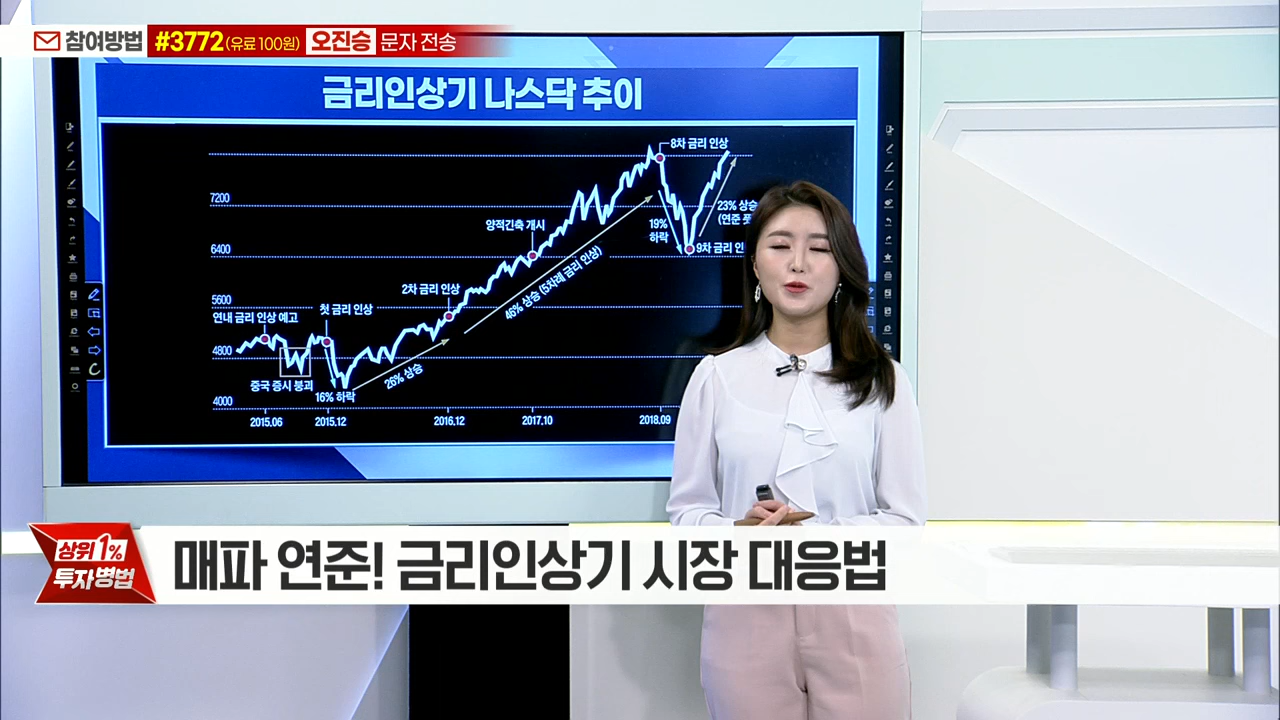 참여방법 #3772(유료 100원) 오진승 문자 전송
금리인상기 나스닥 추이
8차 금리 인상
7200
23% 상승
(연준
양적긴축 개시
19%
하락
6400
9차 금리 인
46% 상승 (5차례 금리 인상)
2차 금리 인상
5600
연내 금리 인상 예고
첫 금리 인상
4800
중국 증시 붕괴
26% 상승
16% 하락
4000
2015.06 2015.12 2016.12 2017.10 2018.09
상위 1%
투자병법
매파 연준! 금리인상기 시장 대응법